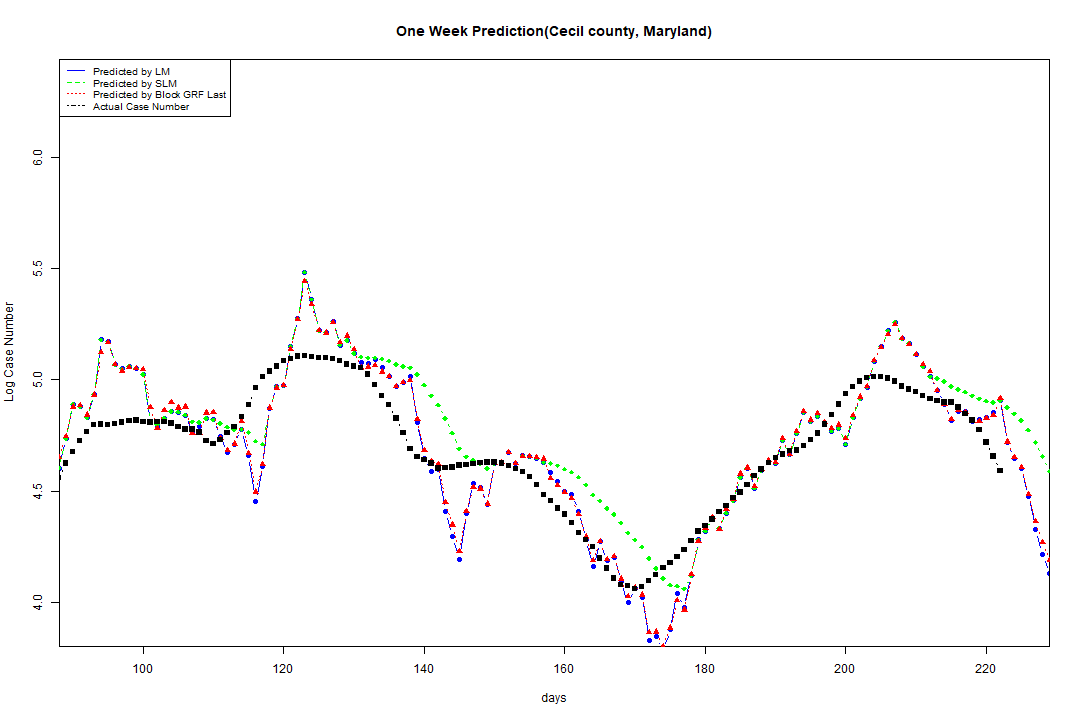 One Week Prediction(Cecil county, Maryland)
Predicted by LM
Predicted by SLM
Predicted by Block GRF Last
Actual Case Number
6.0
5.5
5.0
4.5
4.0
Log Case Number
100 120 140 160 180 200 220
days